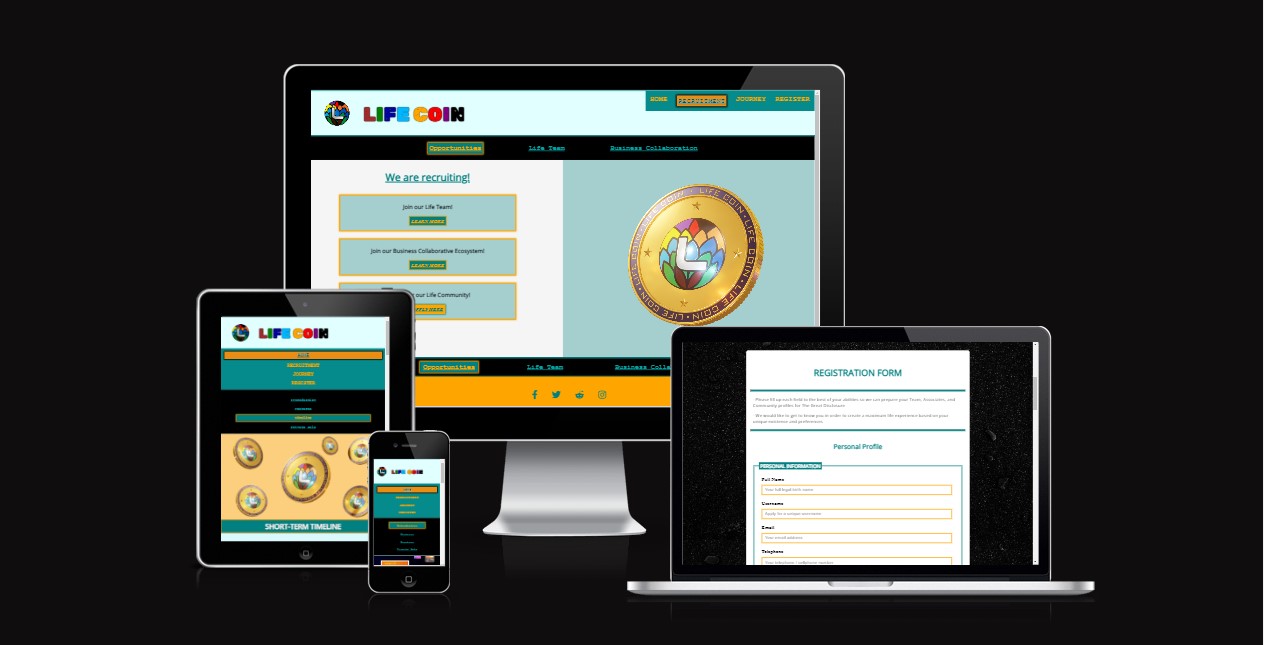 LIFE COIN
HOME
RECRUITMENT
JOURNEY
REGISTER
Opportunities
Life Team
Business Collaboration
We are recruiting!
Join our Life Team!
LEARN MORE
Join our Business Collaborative Ecosystem!
LEARN MORE
our Life Community!
HERE
LIFE COIN · LIFE COIN · LIFE COIN · LIFE COIN
L
Opportunities
Life Team
Business Colla
LIFE COIN
HOME
RECRUITMENT
JOURNEY
REGISTER
SHORT-TERM TIMELINE
LIFE COIN
REGISTRATION FORM
Please fill up each field to the best of your abilities so we can prepare your Team, Associates, and
Community profiles for The Great Disclosure
We would like to get to know you in order to create a maximum life experience based on your
unique existence and preferences.
Personal Profile
PERSONAL INFORMATION
Full Name
Your full legal birth name
Username
Apply for a unique username
Email
Your email address
Telephone
Your telephone / cellphone number